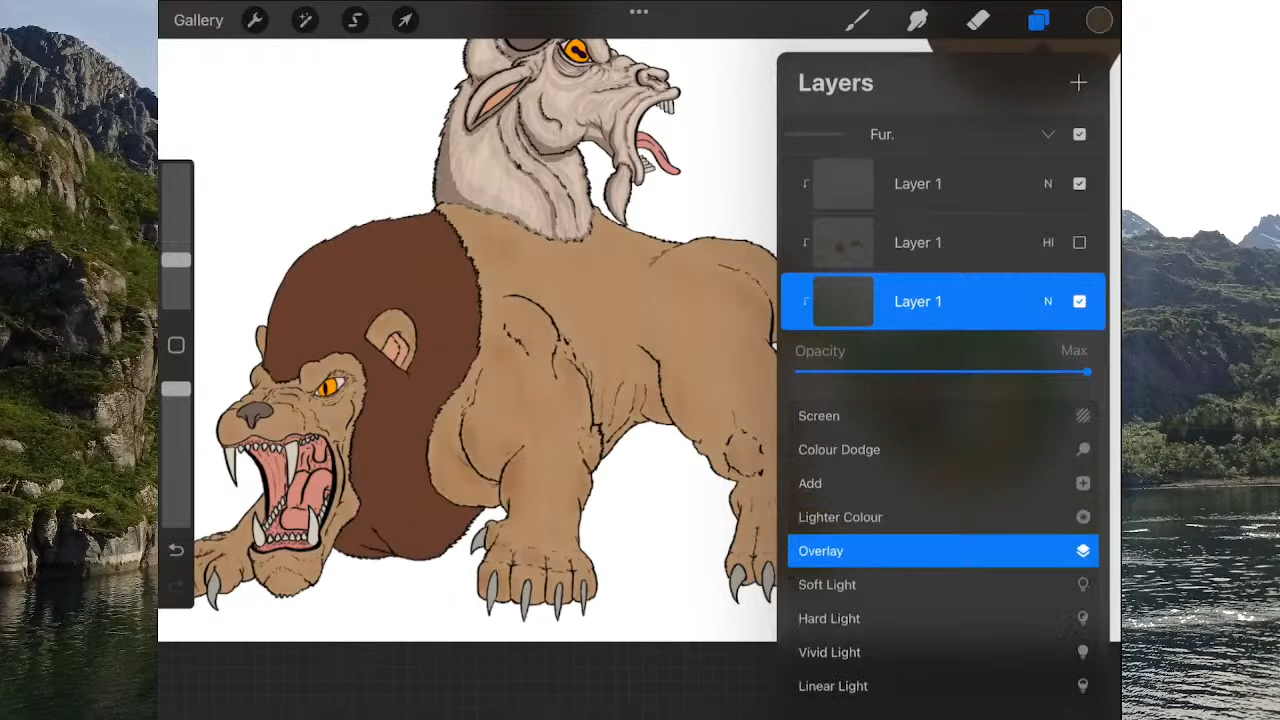 Gallery
Layers
Fur.
Layer 1 N
Layer 1 HI
Layer 1 N
Opacity Max
Screen
Colour Dodge
Add
Lighter Colour
Overlay
Soft Light
Hard Light
Vivid Light
Linear Light